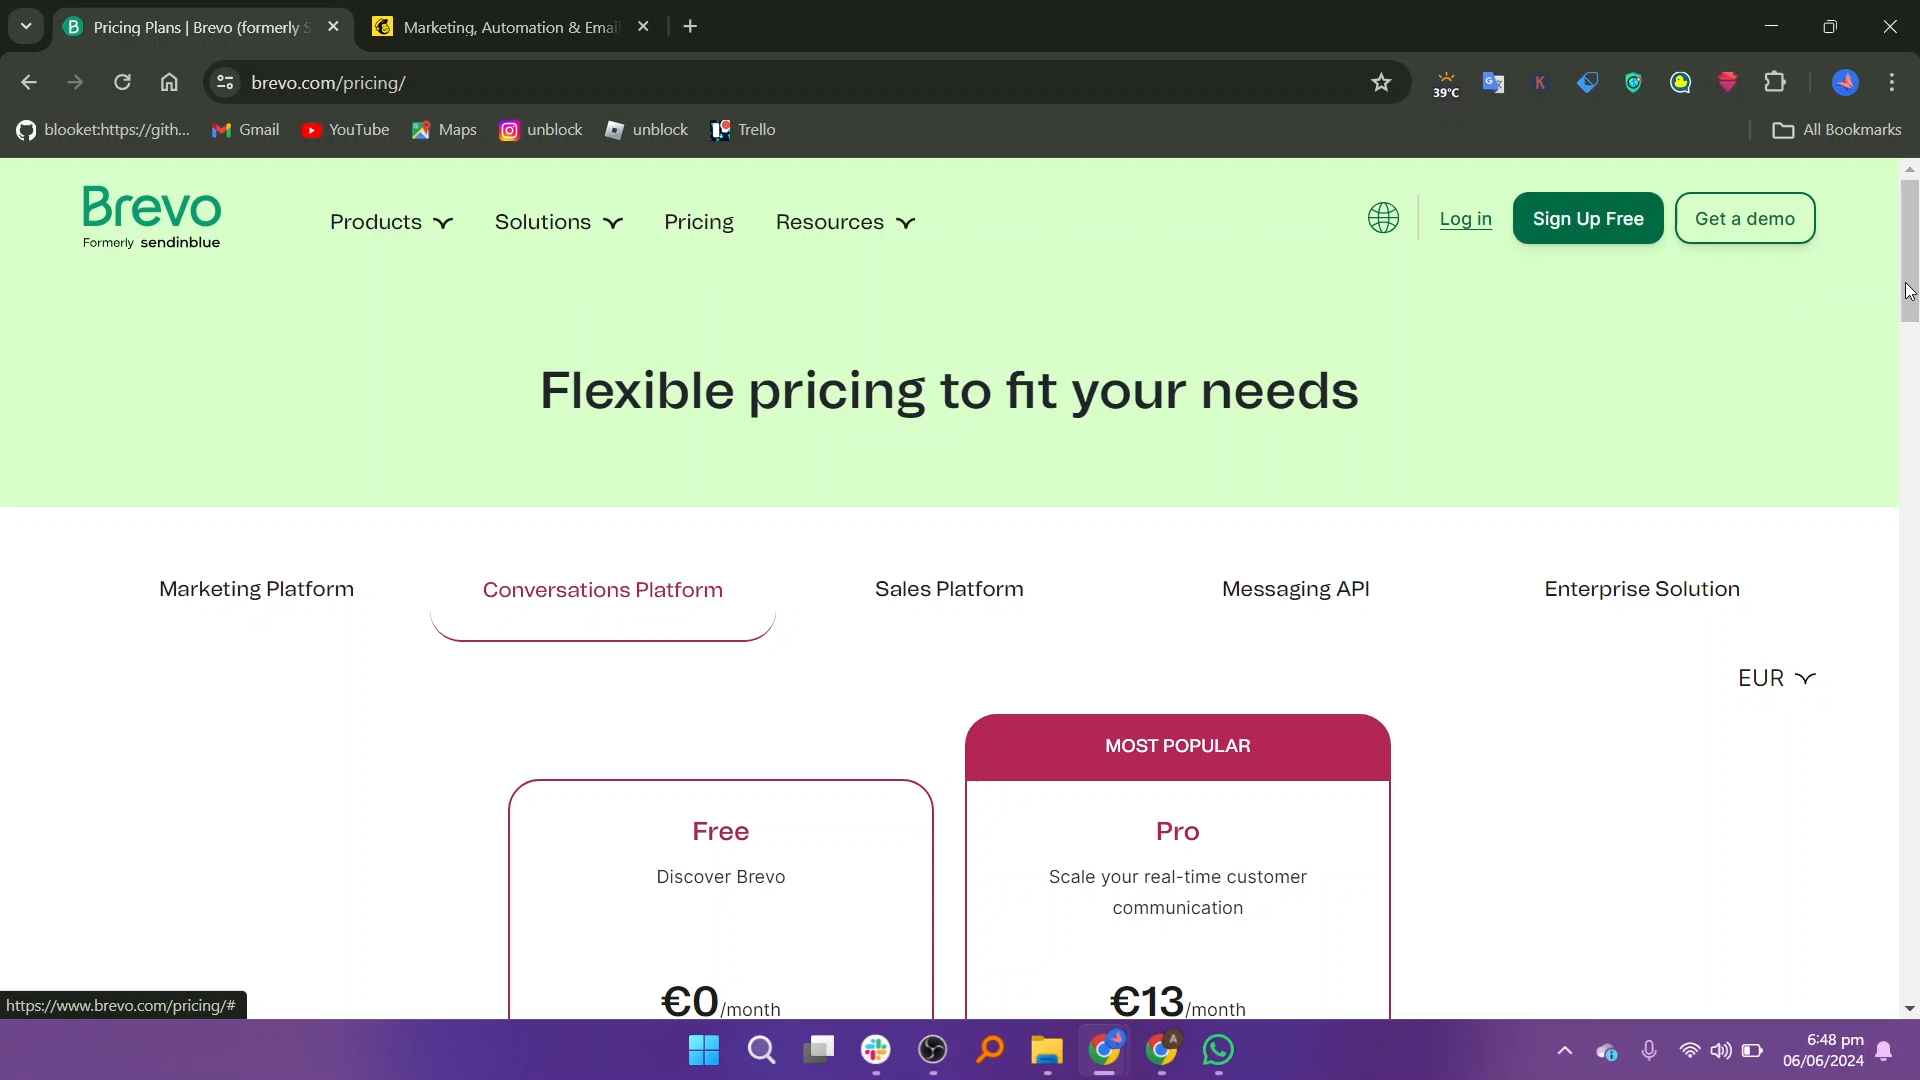 Pricing Plans | Brevo (formerly S
Marketing, Automation & Email
brevo.com/pricing/
39°C
blooket:https://gith...
Gmail
YouTube
Maps
unblock
unblock
Trello
All Bookmarks
Brevo
Formerly sendinblue
Products
Solutions
Pricing
Resources
Log in
Sign Up Free
Get a demo
Flexible pricing to fit your needs
Marketing Platform
Conversations Platform
Sales Platform
Messaging API
Enterprise Solution
EUR
MOST POPULAR
Free
Discover Brevo
€0/month
Pro
Scale your real-time customer
communication
€13/month
https://www.brevo.com/pricing/#
6:48 pm
06/06/2024